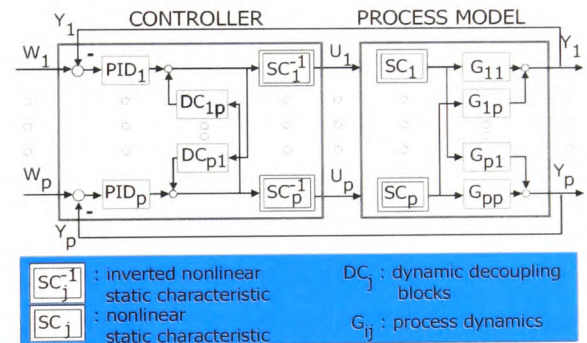 CONTROLLER PROCESS MODEL
Y1 Y1
W1 - PID1 SC1^-1 U1 SC1 G11
DC1p G1p
DCp1 Gp1
Wp PIDp SCp^-1 Up SCp Gpp Yp
-
Yp
SCj^-1 : inverted nonlinear static characteristic
DCj : dynamic decoupling blocks
SCj : nonlinear static characteristic
Gij : process dynamics